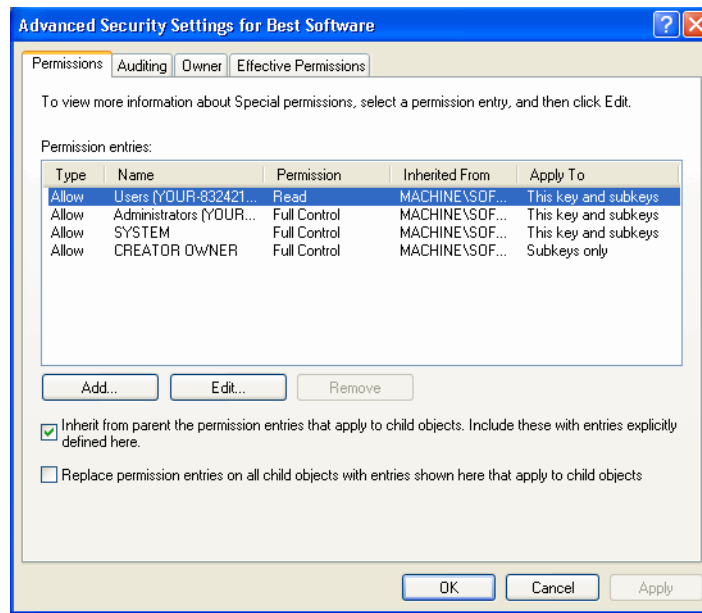 Advanced Security Settings for Best Software
Permissions Auditing Owner Effective Permissions
To view more information about Special permissions, select a permission entry, and then click Edit.
Permission entries:
Type Name Permission Inherited From Apply To
Allow Users (YOUR-832421... Read MACHINE\SOF... This key and subkeys
Allow Administrators (YOUR... Full Control MACHINE\SOF... This key and subkeys
Allow SYSTEM Full Control MACHINE\SOF... This key and subkeys
Allow CREATOR OWNER Full Control MACHINE\SOF... Subkeys only
Add... Edit... Remove
Inherit from parent the permission entries that apply to child objects. Include these with entries explicitly
defined here.
Replace permission entries on all child objects with entries shown here that apply to child objects
OK Cancel Apply